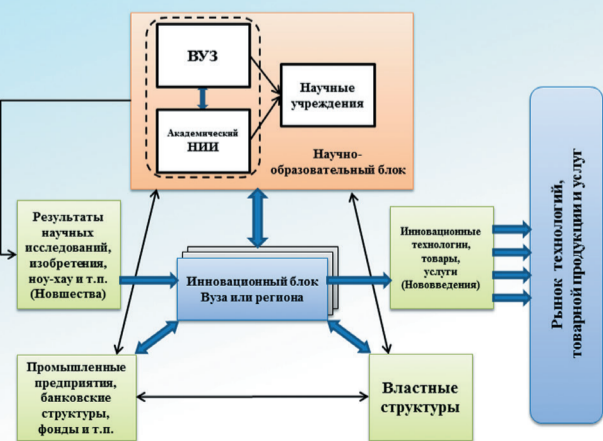 ВУЗ
Академический
НИИ
Научные
учреждения
Научно-
образовательный блок
Результаты
научных
исследований,
изобретения,
ноу-хау и т.п.
(Новшества)
Инновационный блок
Вуза или региона
Инновационные
технологии,
товары,
услуги
(Нововведения)
Рынок технологий,
товарной продукции и услуг
Промышленные
предприятия,
банковские
структуры,
фонды и т.п.
Властные
структуры